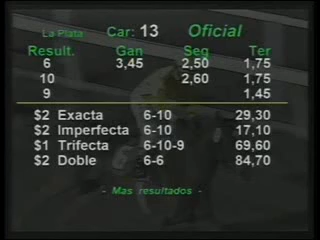 La Plata Car: 13 Oficial
Result. Gan Seg Ter
6 3,45 2,50 1,75
10 2,60 1,75
9 1,45
$2 Exacta 6-10 29,30
$2 Imperfecta 6-10 17,10
$1 Trifecta 6-10-9 69,60
$2 Doble 6-6 84,70
- Mas resultados -